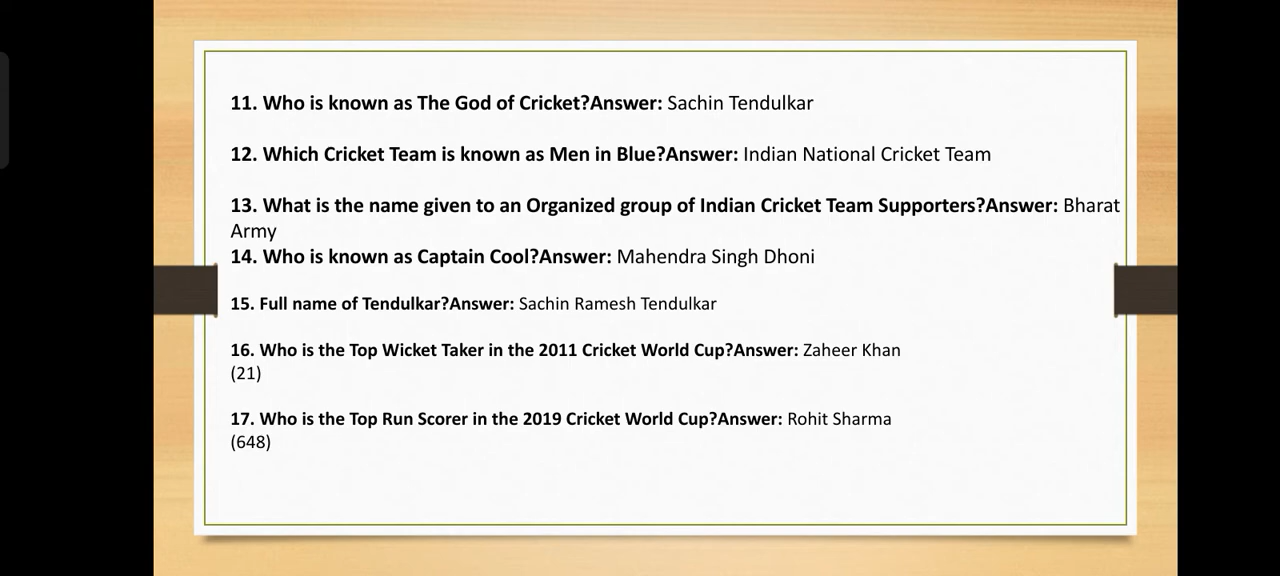 11. Who is known as The God of Cricket?Answer: Sachin Tendulkar
12. Which Cricket Team is known as Men in Blue?Answer: Indian National Cricket Team
13. What is the name given to an Organized group of Indian Cricket Team Supporters?Answer: Bharat
Army
14. Who is known as Captain Cool?Answer: Mahendra Singh Dhoni
15. Full name of Tendulkar?Answer: Sachin Ramesh Tendulkar
16. Who is the Top Wicket Taker in the 2011 Cricket World Cup?Answer: Zaheer Khan
(21)
17. Who is the Top Run Scorer in the 2019 Cricket World Cup?Answer: Rohit Sharma
(648)